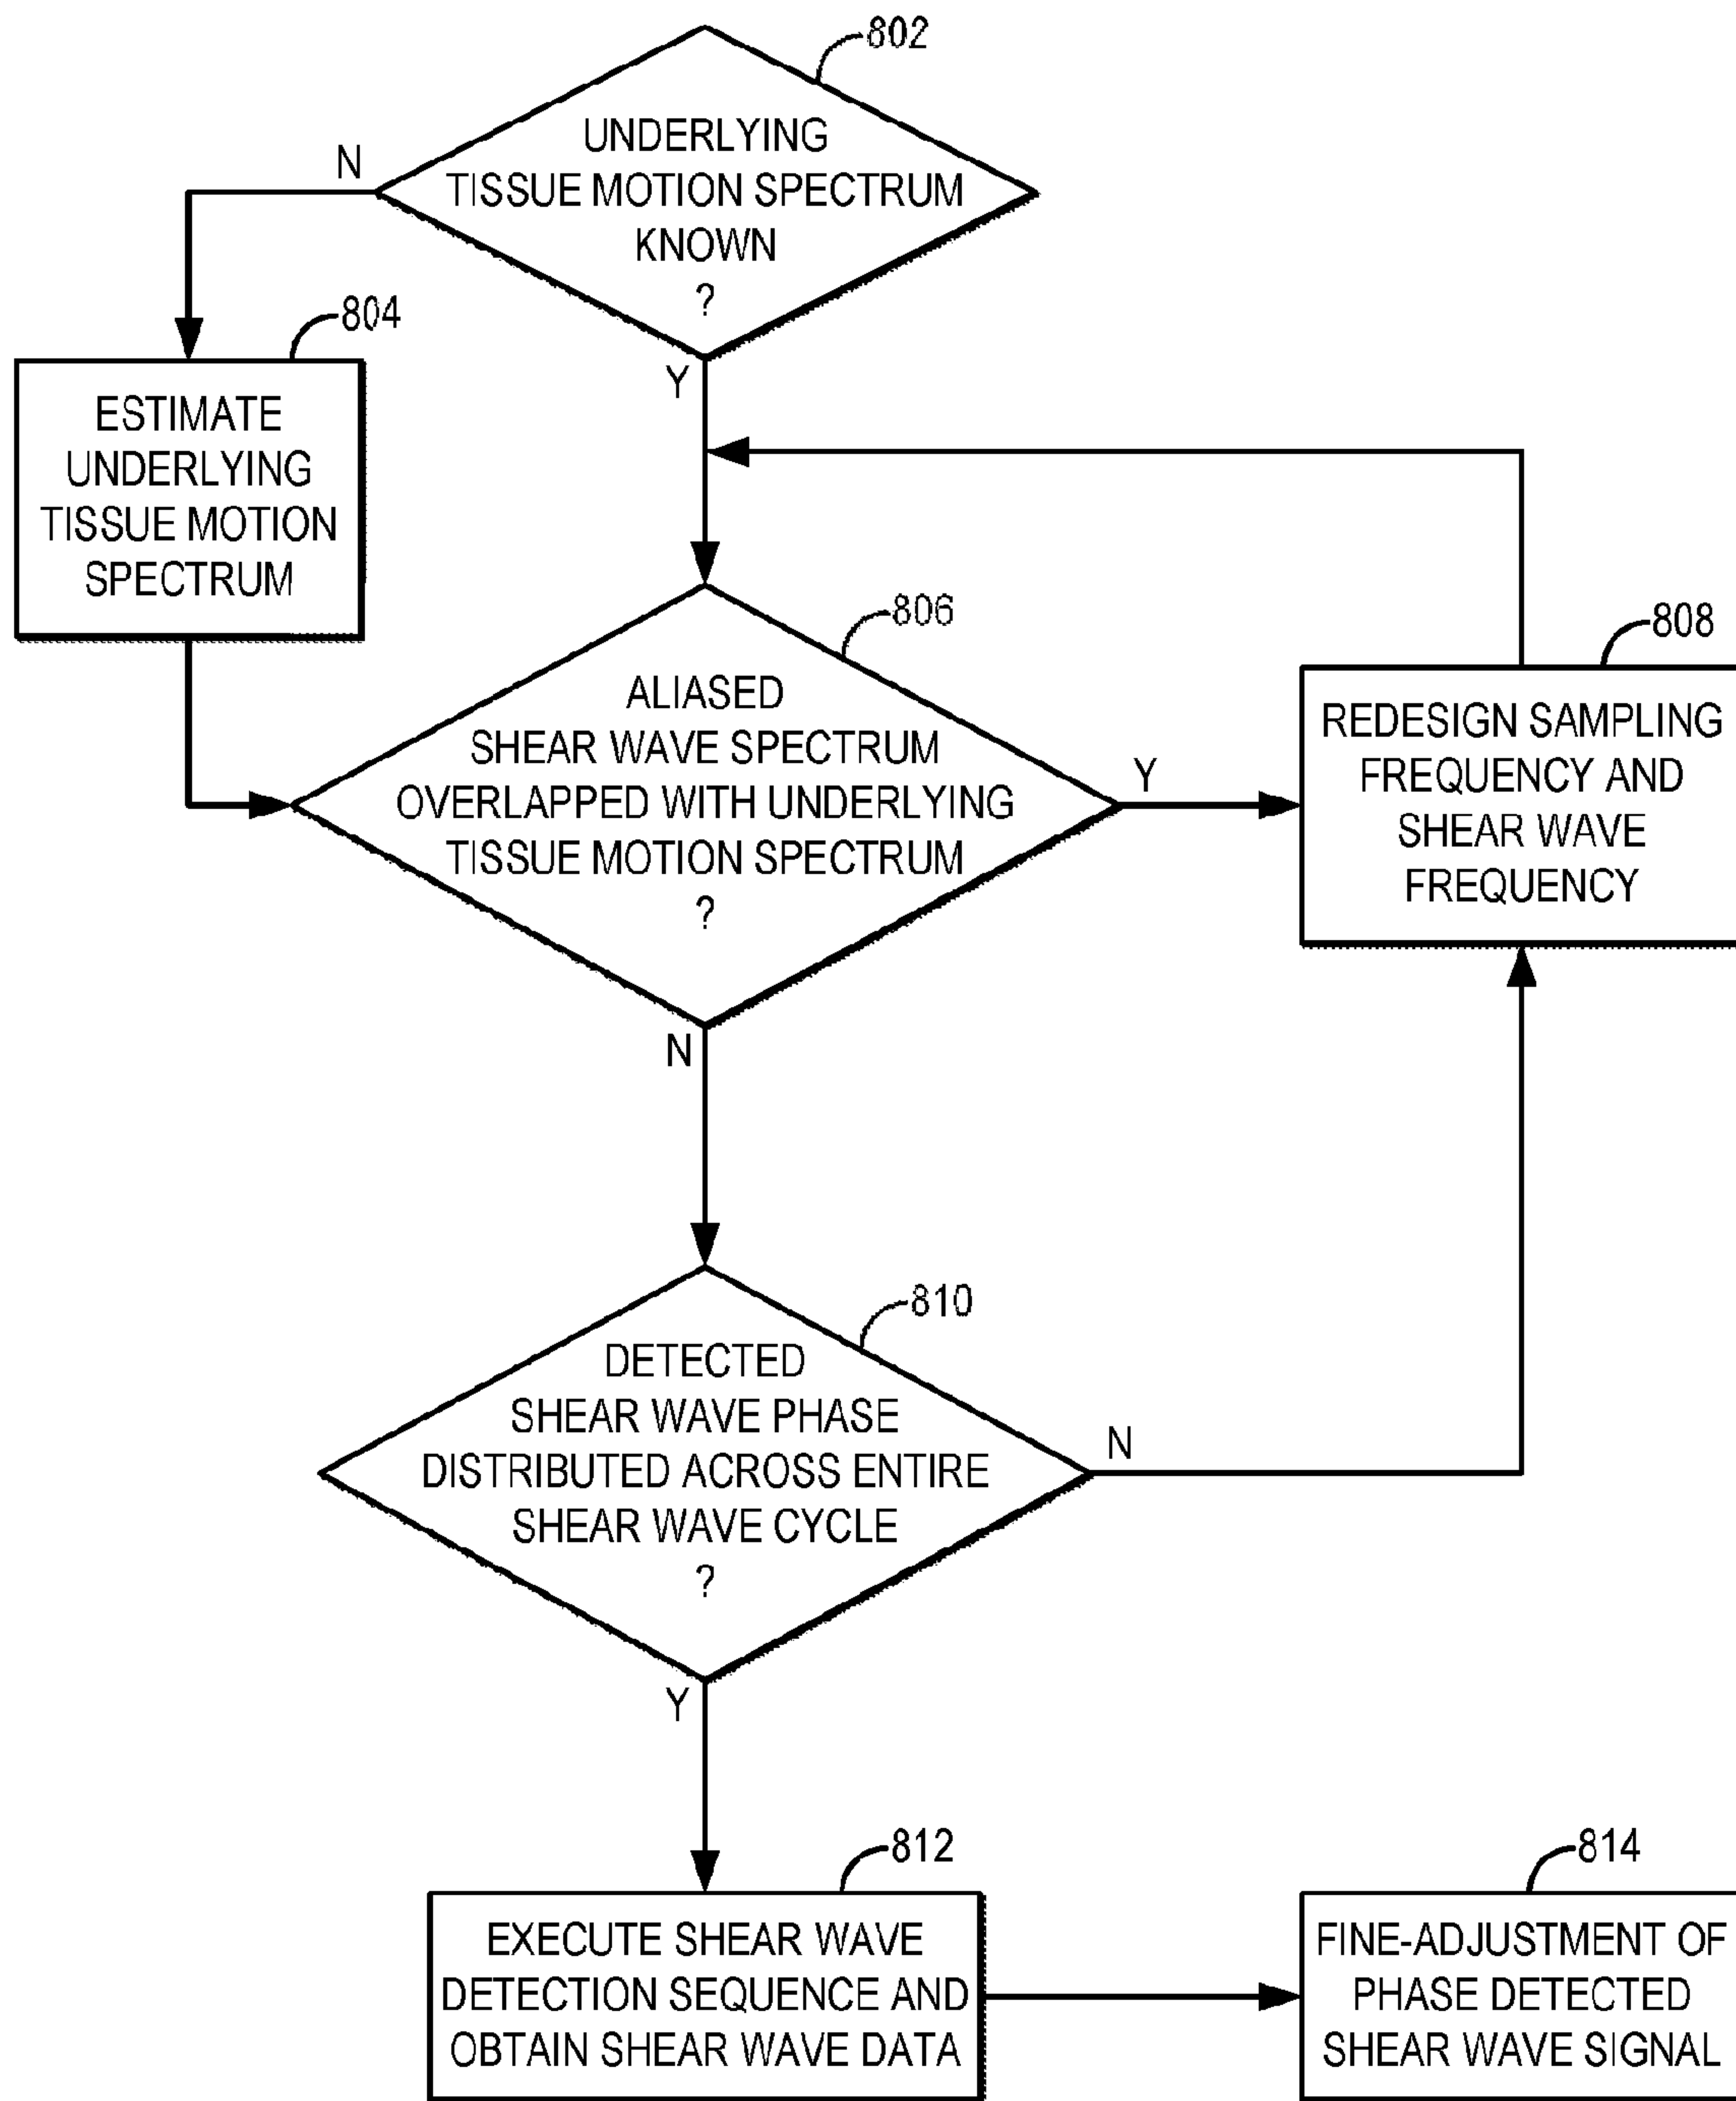 802
UNDERLYING
TISSUE MOTION SPECTRUM
KNOWN
?
N
Y
804
ESTIMATE
UNDERLYING
TISSUE MOTION
SPECTRUM
806
ALIASED
SHEAR WAVE SPECTRUM
OVERLAPPED WITH UNDERLYING
TISSUE MOTION SPECTRUM
?
Y
N
808
REDESIGN SAMPLING
FREQUENCY AND
SHEAR WAVE
FREQUENCY
810
DETECTED
SHEAR WAVE PHASE
DISTRIBUTED ACROSS ENTIRE
SHEAR WAVE CYCLE
?
N
Y
812
EXECUTE SHEAR WAVE
DETECTION SEQUENCE AND
OBTAIN SHEAR WAVE DATA
814
FINE-ADJUSTMENT OF
PHASE DETECTED
SHEAR WAVE SIGNAL